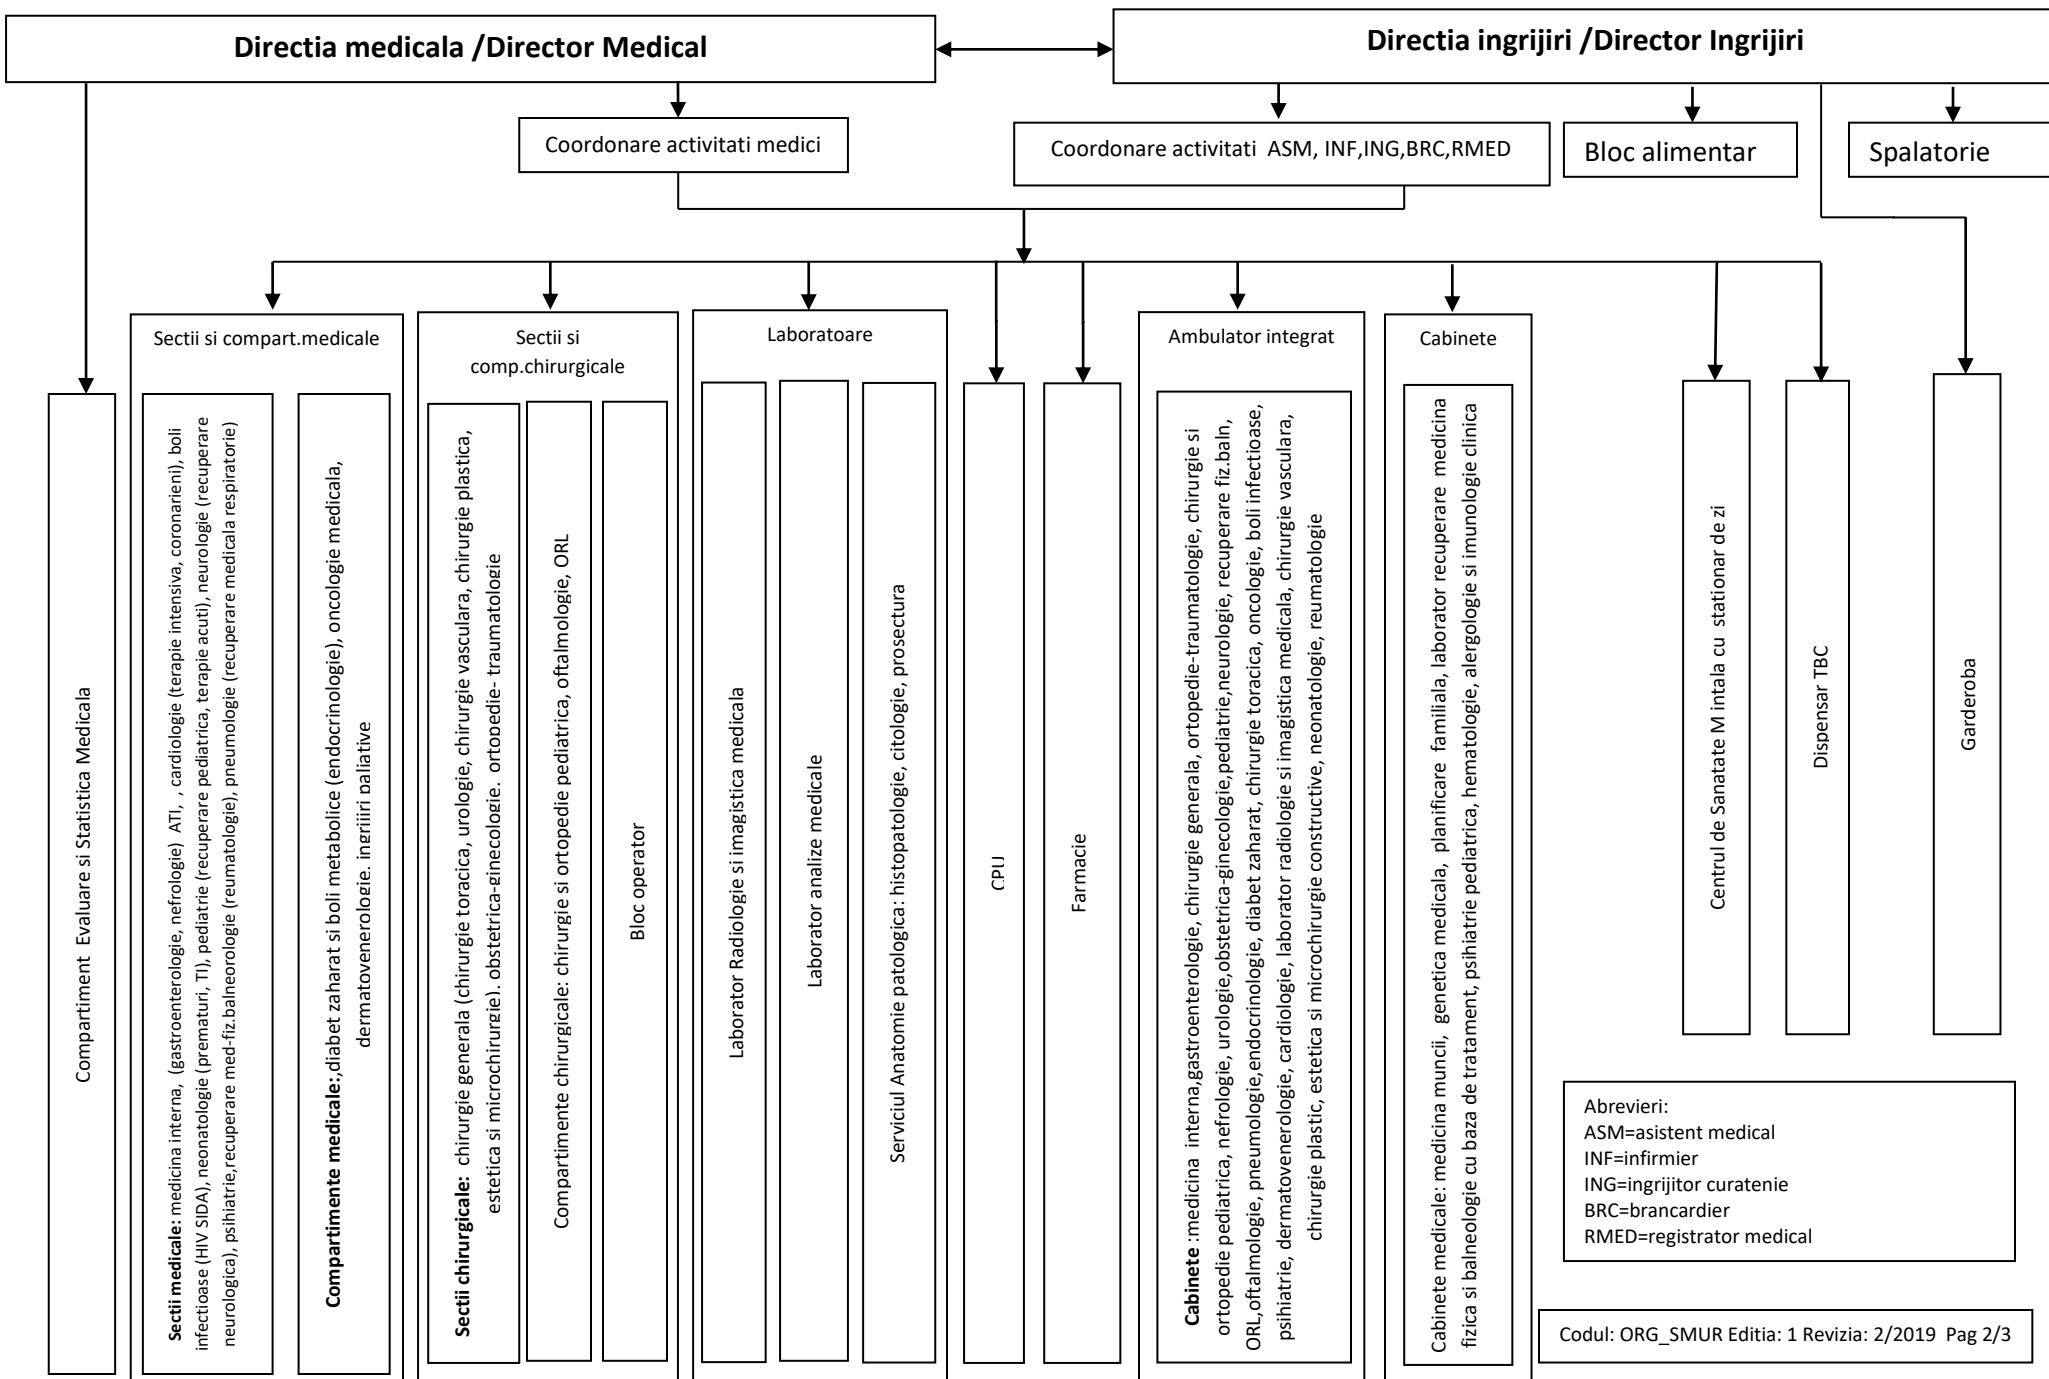 Directia medicala /Director Medical
Directia ingrijiri /Director Ingrijiri
Coordonare activitati medici
Coordonare activitati  ASM, INF,ING,BRC,RMED
Bloc alimentar
Spalatorie
Compartiment  Evaluare si Statistica Medicala
Sectii si compart.medicale
Sectii medicale: medicina interna, (gastroenterologie, nefrologie)  ATI,  , cardiologie (terapie intensiva, coronarieni), boli
infectioase (HIV SIDA), neonatologie (prematuri, TI), pediatrie (recuperare pediatrica, terapie acuti), neurologie (recuperare
neurologica), psihiatrie,recuperare med-fiz.balneorologie (reumatologie), pneumologie (recuperare medicala respiratorie)
Compartimente medicale:,diabet zaharat si boli metabolice (endocrinologie), oncologie medicala,
dermatovenerologie, ingrijiri paliative
Sectii si
comp.chirurgicale
Sectii chirurgicale:  chirurgie generala (chirurgie toracica, urologie, chirurgie vasculara, chirurgie plastica,
estetica si microchirurgie), obstetrica-ginecologie, ortopedie- traumatologie
Compartimente chirurgicale: chirurgie si ortopedie pediatrica, oftalmologie, ORL
Bloc operator
Laboratoare
Laborator Radiologie si imagistica medicala
Laborator analize medicale
Serviciul Anatomie patologica: histopatologie, citologie, prosectura
CPU
Farmacie
Ambulator integrat
Cabinete :medicina  interna,gastroenterologie, chirurgie generala, ortopedie-traumatologie, chirurgie si
ortopedie pediatrica, nefrologie, urologie,obstetrica-ginecologie,pediatrie,neurologie, recuperare fiz.baln,
ORL,oftalmologie, pneumologie,endocrinologie, diabet zaharat, chirurgie toracica, oncologie, boli infectioase,
psihiatrie, dermatovenerologie, cardiologie, laborator radiologie si imagistica medicala, chirurgie vasculara,
chirurgie plastic, estetica si microchirurgie constructive, neonatologie, reumatologie
Cabinete
Cabinete medicale: medicina muncii,  genetica medicala,  planificare  familiala, laborator recuperare  medicina
fizica si balneologie cu baza de tratament, psihiatrie pediatrica, hematologie, alergologie si imunologie clinica
Centrul de Sanatate M intala cu  stationar de zi
Dispensar TBC
Garderoba
Abrevieri:
ASM=asistent medical
INF=infirmier
ING=ingrijitor curatenie
BRC=brancardier
RMED=registrator medical
Codul: ORG_SMUR Editia: 1 Revizia: 2/2019  Pag 2/3